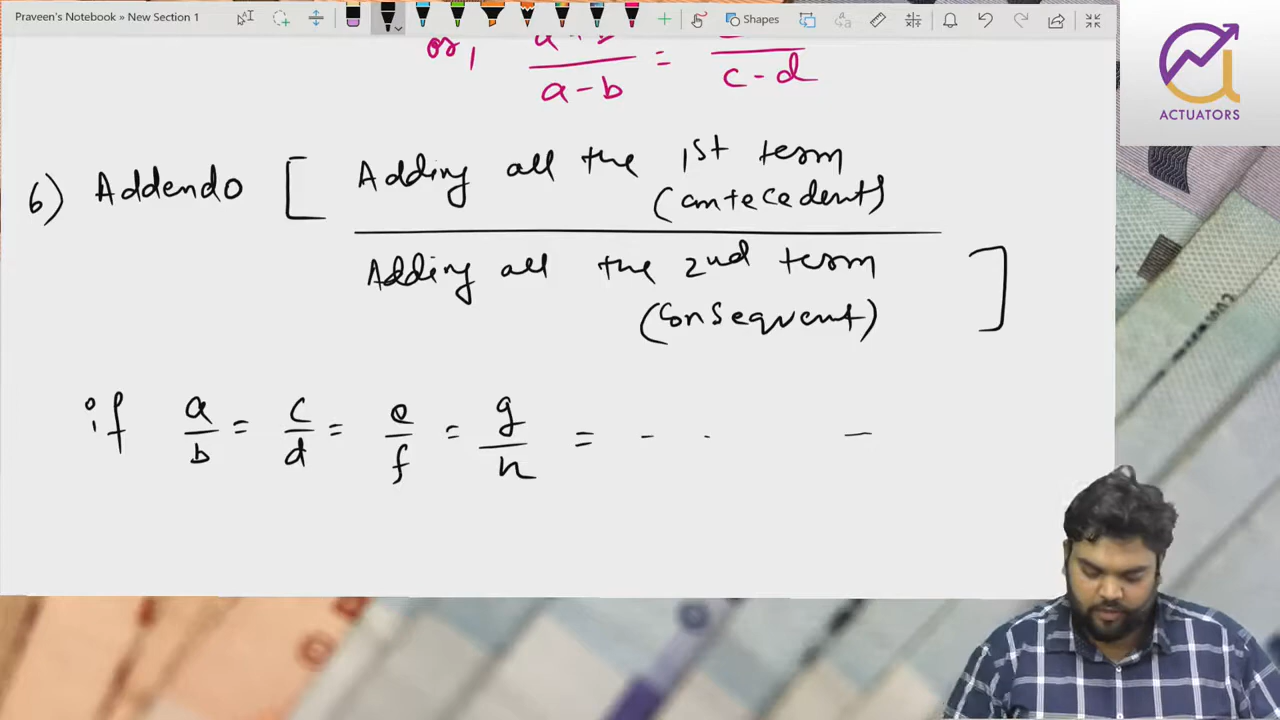 Praveen's Notebook » New Section 1
Shapes
or, a+b/a-b = /c-d
ACTUATORS
6) Addendo [ Adding all the 1st term
(antecedent)
Adding all the 2nd term
(consequent) ]
if a/b = c/d = e/f = g/h = - . -